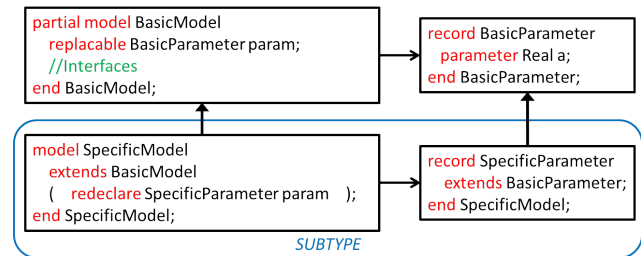 partial model BasicModel
replacable BasicParameter param;
//Interfaces
end BasicModel;
record BasicParameter
parameter Real a;
end BasicParameter;
model SpecificModel
extends BasicModel
( redeclare SpecificParameter param );
end SpecificModel;
record SpecificParameter
extends BasicParameter;
end SpecificModel;
SUBTYPE